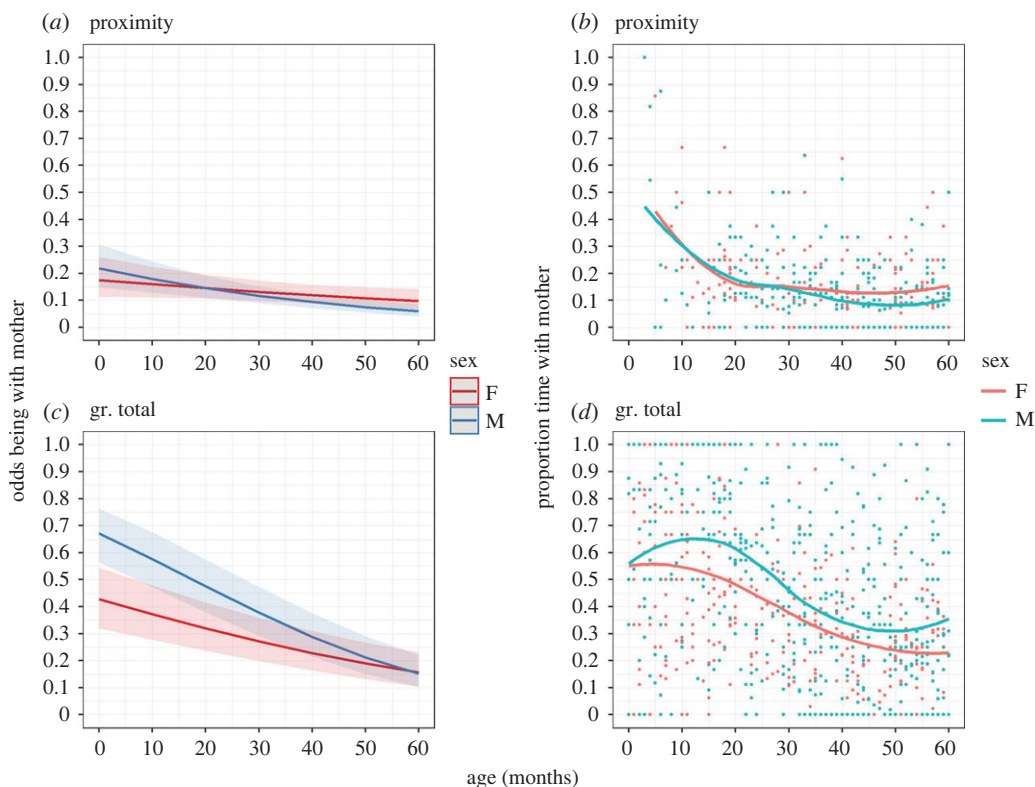 (a) proximity
1.0
0.9
0.8
0.7
0.6
0.5
0.4
0.3
0.2
0.1
0
0 10 20 30 40 50 60
(b) proximity
1.0
0.9
0.8
0.7
0.6
0.5
0.4
0.3
0.2
0.1
0
0 10 20 30 40 50 60
odds being with mother
sex
F
M
proportion time with mother
sex
F
M
(c) gr. total
1.0
0.9
0.8
0.7
0.6
0.5
0.4
0.3
0.2
0.1
0
0 10 20 30 40 50 60
(d) gr. total
1.0
0.9
0.8
0.7
0.6
0.5
0.4
0.3
0.2
0.1
0
0 10 20 30 40 50 60
age (months)